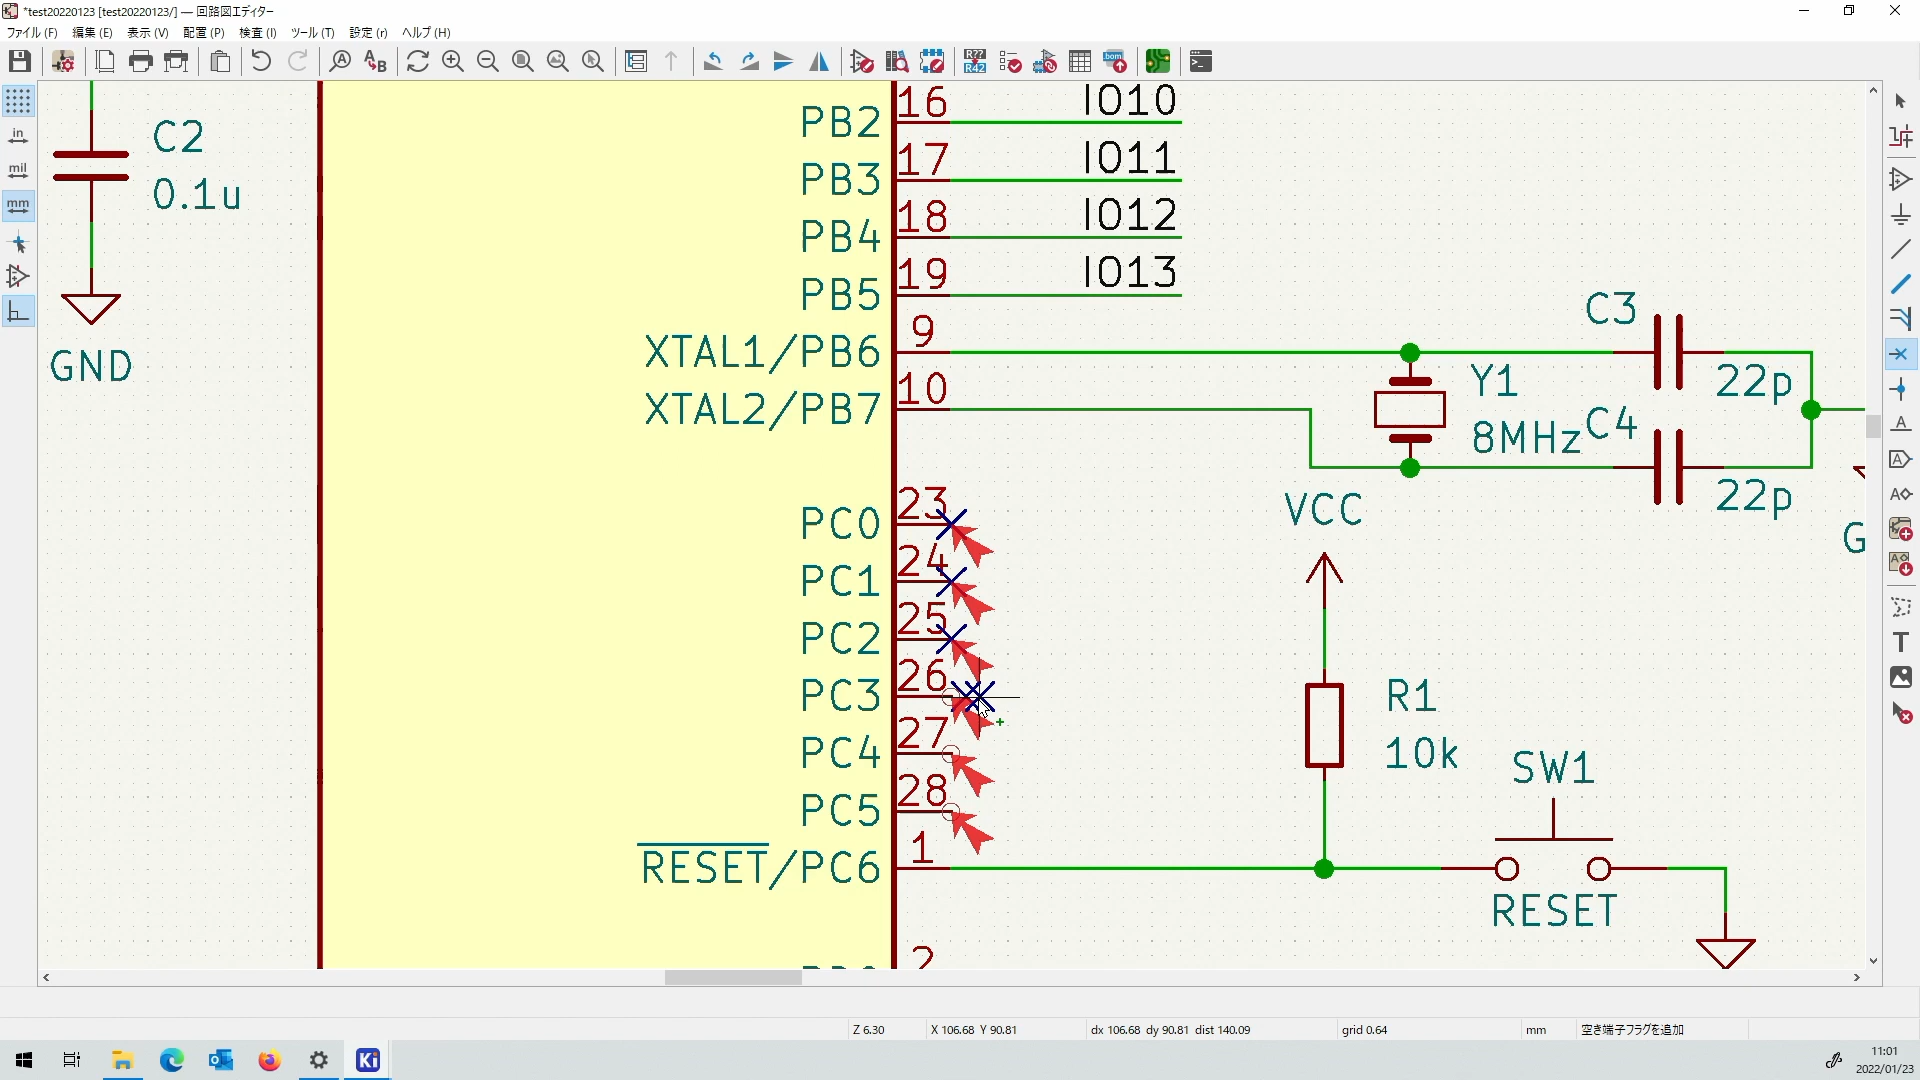 *test20220123 [test20220123/] — 回路図エディター
ファイル (F) 編集 (E) 表示 (V) 配置 (P) 検査 (I) ツール (T) 設定 (r) ヘルプ (H)
in
mil
mm
C2
0.1u
GND
PB2 16 IO10
PB3 17 IO11
PB4 18 IO12
PB5 19 IO13
XTAL1/PB6 9
XTAL2/PB7 10
C3
22p
Y1
8MHz
C4
22p
G
PC0 23
PC1 24
PC2 25
PC3 26
PC4 27
PC5 28
RESET/PC6 1
2
VCC
R1
10k
SW1
RESET
Z 6.30 X 106.68 Y 90.81 dx 106.68 dy 90.81 dist 140.09 grid 0.64 mm 空き端子フラグを追加
Ki
11:01
2022/01/23